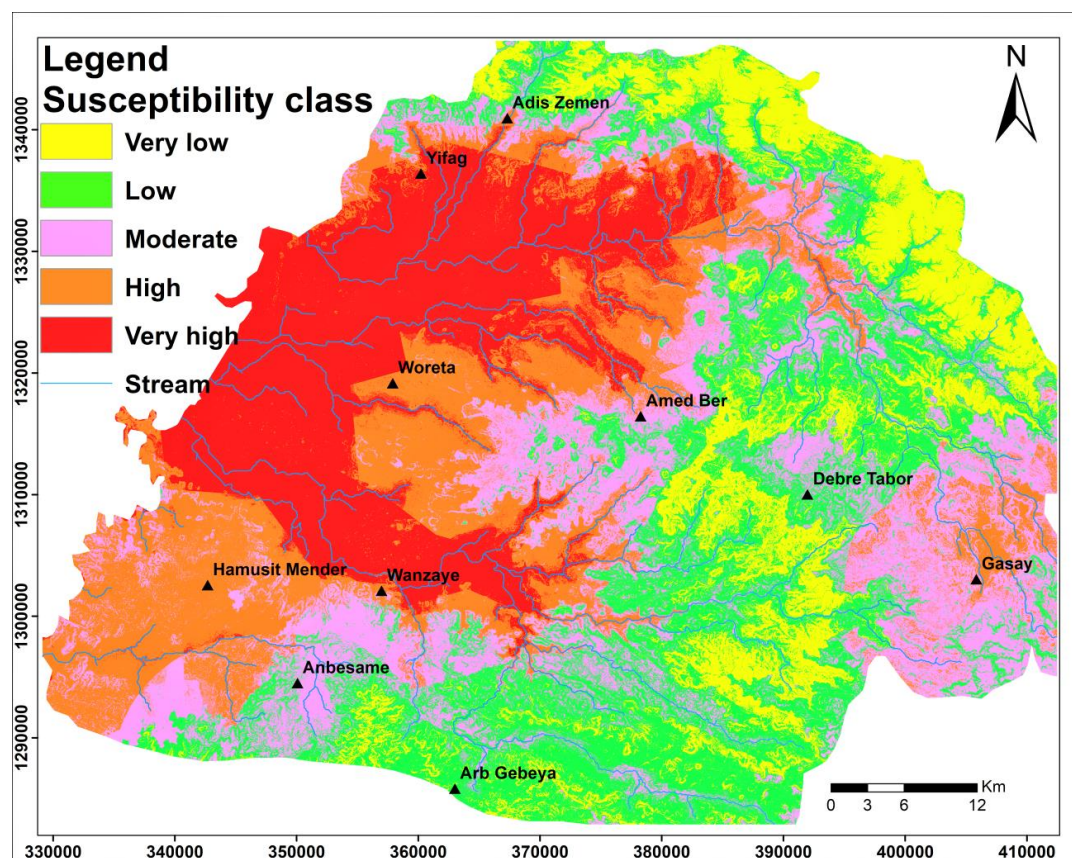 Legend
Susceptibility class
Very low
Low
Moderate
High
Very high
Stream
N
Adis Zemen
Yifag
Woreta
Amed Ber
Debre Tabor
Gasay
Hamusit Mender
Wanzaye
Anbesame
Arb Gebeya
Km
0 3 6 12
1340000
1330000
1320000
1310000
1300000
1290000
330000 340000 350000 360000 370000 380000 390000 400000 410000